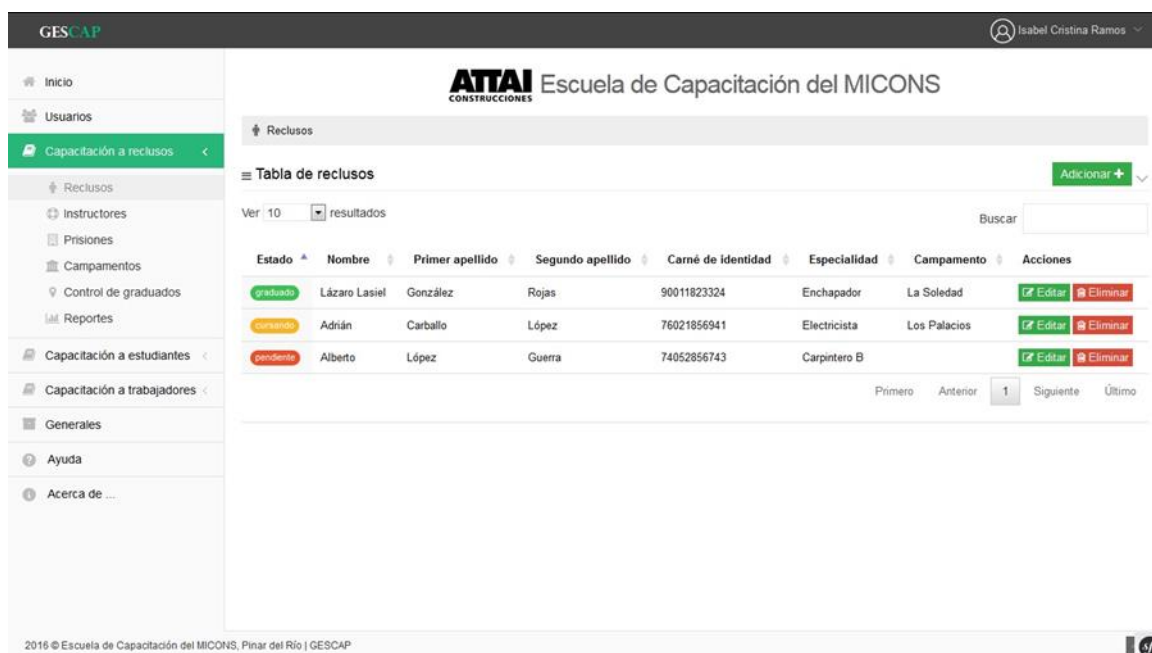 GESCAP
Isabel Cristina Ramos
ATTAI
CONSTRUCCIONES
Escuela de Capacitación del MICONS
Inicio
Usuarios
Capacitación a reclusos
Reclusos
Instructores
Prisiones
Campamentos
Control de graduados
Reportes
Capacitación a estudiantes
Capacitación a trabajadores
Generales
Ayuda
Acerca de ...
Reclusos
Tabla de reclusos
Adicionar
Ver 10 resultados
Buscar
Estado Nombre Primer apellido Segundo apellido Carné de identidad Especialidad Campamento Acciones
graduado Lázaro Lasiel González Rojas 90011823324 Enchapador La Soledad Editar Eliminar
cursando Adrián Carballo López 76021856941 Electricista Los Palacios Editar Eliminar
pendiente Alberto López Guerra 74052856743 Carpintero B Editar Eliminar
Primero Anterior 1 Siguiente Último
2016 © Escuela de Capacitación del MICONS, Pinar del Río | GESCAP
sf